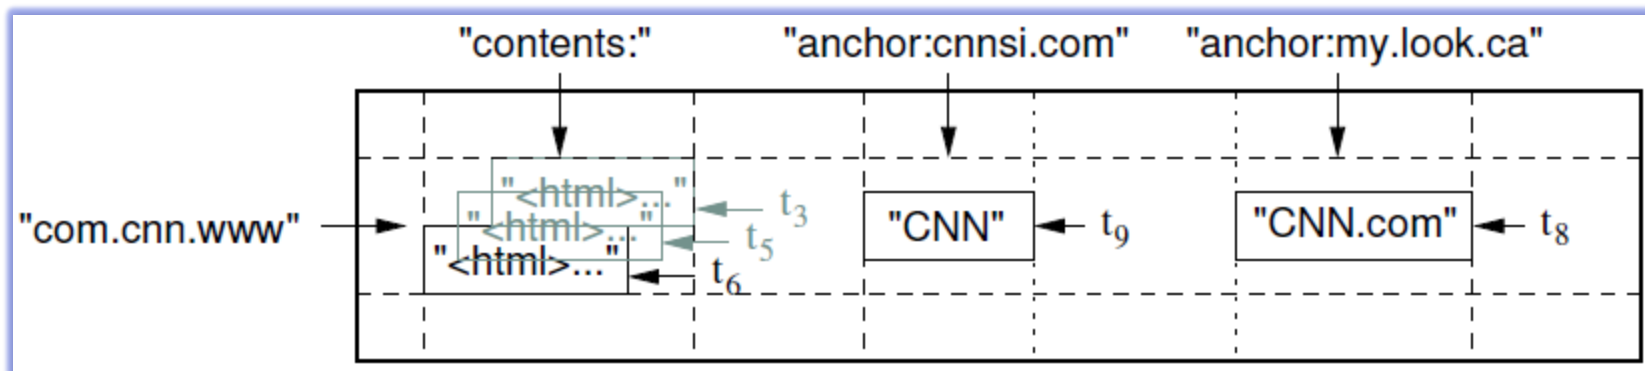 "contents:" "anchor:cnnsi.com" "anchor:my.look.ca"
"<html>..." t3
"com.cnn.www" "<html>..." t5 "CNN" t9 "CNN.com" t8
"<html>..." t6